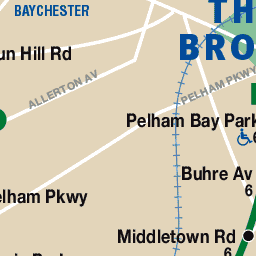 TH
BAYCHESTER
BRO
un Hill Rd
ALLERTON AV
PELHAM PKWY
Pelham Bay Park
6
Buhre Av
6
elham Pkwy
Middletown Rd
6